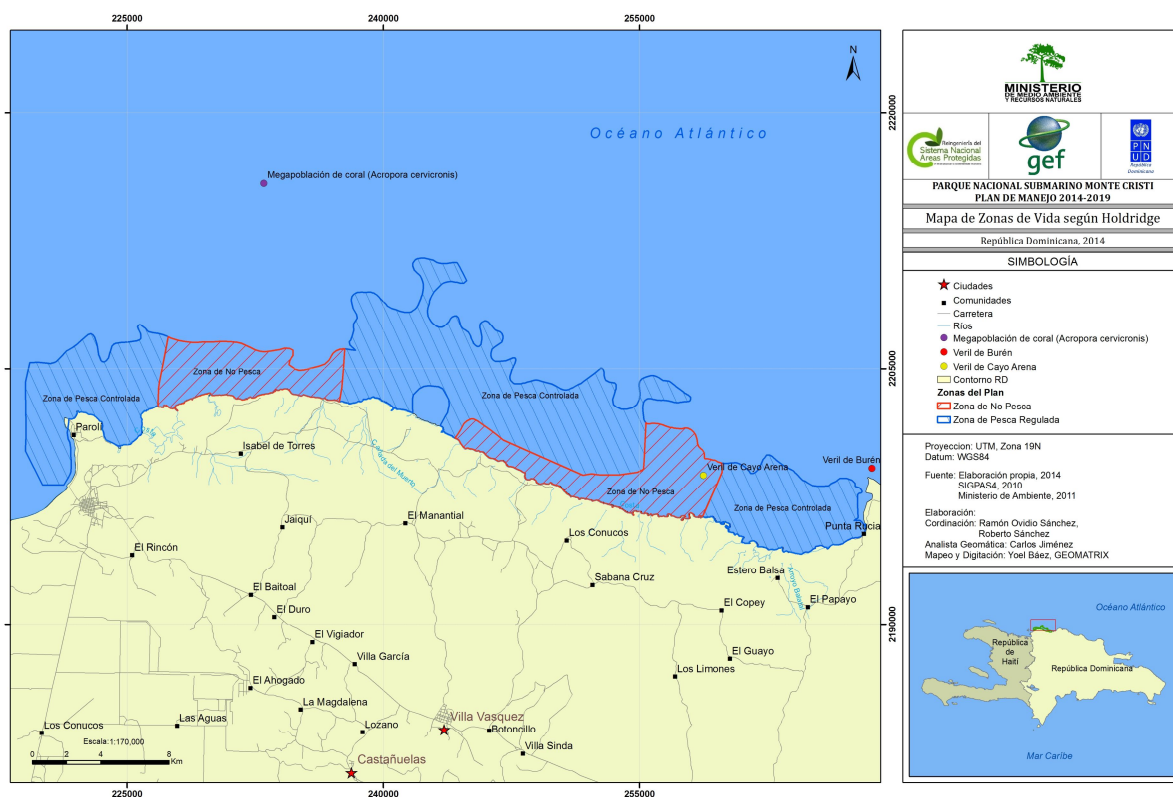 225000
240000
255000
N
Océano Atlántico
2220000
Megapoblación de coral (Acropora cervicronis)
2205000
Zona de No Pesca
Zona de Pesca Controlada
Zona de Pesca Controlada
Paroli
Costa
Isabel de Torres
Cañada del Muerto
Veril de Cayo Arena
Veril de Burén
Zona de No Pesca
Zona de Pesca Controlada
Costa
Jaiquí
El Manantial
Los Conucos
Punta Rucia
El Rincón
Estero Balsa
Sabana Cruz
El Baitoal
El Papayo
El Copey
El Duro
2190000
El Vigiador
El Guayo
Villa García
Los Limones
El Ahogado
La Magdalena
Villa Vasquez
Los Conucos
Las Aguas
Lozano
Botoncillo
Escala:1:170,000
Villa Sinda
0 2 4 8
Km
Castañuelas
225000
240000
255000
MINISTERIO
DE MEDIO AMBIENTE
Y RECURSOS NATURALES
Reingeniería del
Sistema Nacional
Áreas Protegidas
gef
P N
U D
República
Dominicana
PARQUE NACIONAL SUBMARINO MONTE CRISTI
PLAN DE MANEJO 2014-2019
Mapa de Zonas de Vida según Holdridge
República Dominicana, 2014
SIMBOLOGÍA
Ciudades
Comunidades
Carretera
Ríos
Megapoblación de coral (Acropora cervicronis)
Veril de Burén
Veril de Cayo Arena
Contorno RD
Zonas del Plan
Zona de No Pesca
Zona de Pesca Regulada
Proyeccion: UTM, Zona 19N
Datum: WGS84
Fuente: Elaboración propia, 2014
SIGPAS4, 2010
Ministerio de Ambiente, 2011
Elaboración:
Cordinación: Ramón Ovidio Sánchez,
Roberto Sánchez
Analista Geomática: Carlos Jiménez
Mapeo y Digitación: Yoel Báez, GEOMATRIX
Océano Atlántico
República
de
Haití
República Dominicana
Mar Caribe